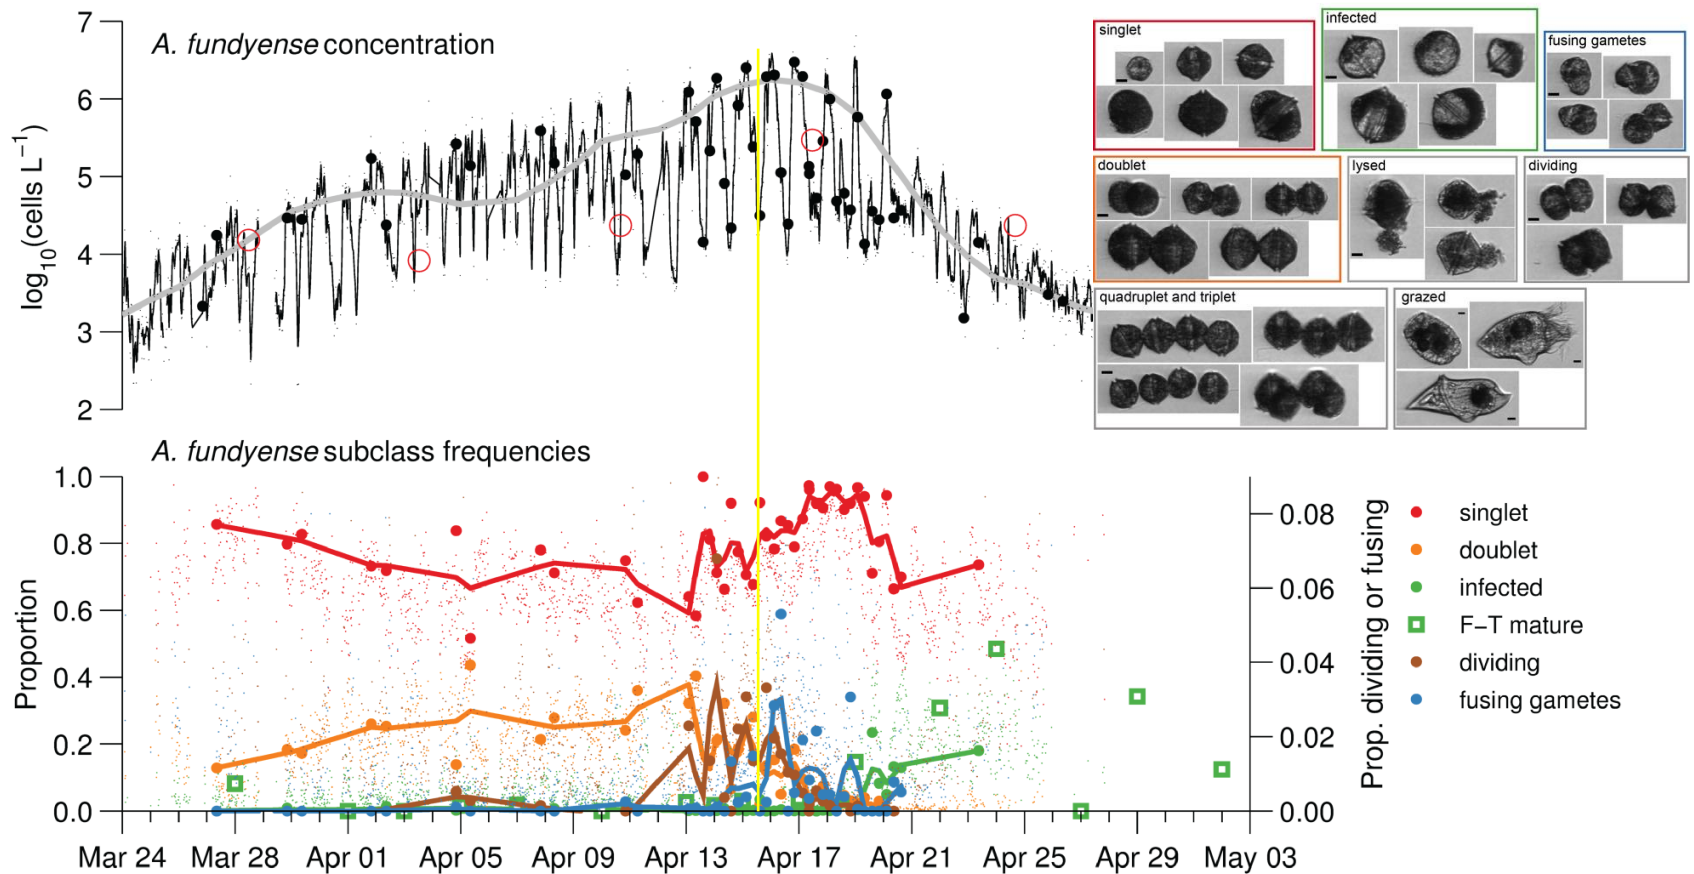 A. fundyense concentration
log10(cells L−1)
7
6
5
4
3
2
singlet
infected
fusing gametes
doublet
lysed
dividing
quadruplet and triplet
grazed
A. fundyense subclass frequencies
Proportion
1.0
0.8
0.6
0.4
0.2
0.0
0.08
0.06
0.04
0.02
0.00
Prop. dividing or fusing
singlet
doublet
infected
F−T mature
dividing
fusing gametes
Mar 24 Mar 28 Apr 01 Apr 05 Apr 09 Apr 13 Apr 17 Apr 21 Apr 25 Apr 29 May 03